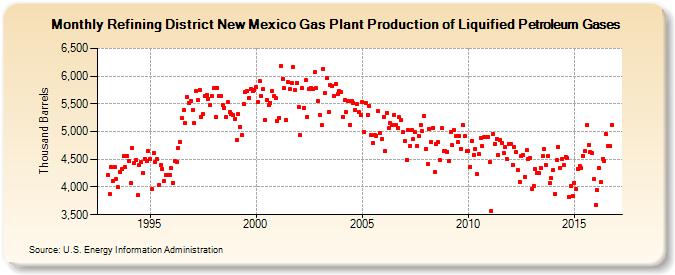 Monthly Refining District New Mexico Gas Plant Production of Liquified Petroleum Gases
Thousand Barrels
6,500
6,000
5,500
5,000
4,500
4,000
3,500
1995 2000 2005 2010 2015
Source: U.S. Energy Information Administration